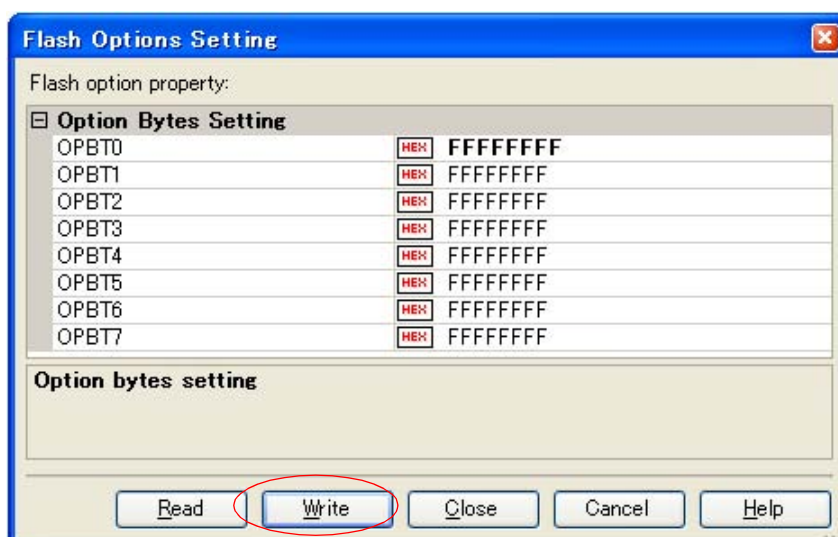 Flash Options Setting
Flash option property:
Option Bytes Setting
OPBT0 HEX FFFFFFFF
OPBT1 HEX FFFFFFFF
OPBT2 HEX FFFFFFFF
OPBT3 HEX FFFFFFFF
OPBT4 HEX FFFFFFFF
OPBT5 HEX FFFFFFFF
OPBT6 HEX FFFFFFFF
OPBT7 HEX FFFFFFFF
Option bytes setting
Read Write Close Cancel Help